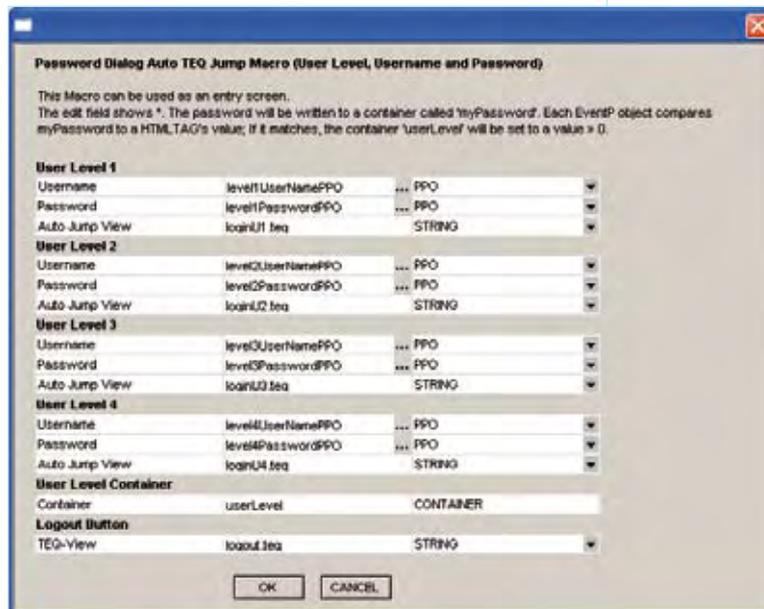 Password Dialog Auto TEQ Jump Macro (User Level, Username and Password)
This Macro can be used as an entry screen.
The edit field shows *. The password will be written to a container called 'myPassword'. Each EventP object compares
myPassword to a HTMLTAG's value; If it matches, the container 'userLevel' will be set to a value > 0.
User Level 1
Username level1UserNamePPO ... PPO
Password level1PasswordPPO ... PPO
Auto Jump View loginU1.teq STRING
User Level 2
Username level2UserNamePPO ... PPO
Password level2PasswordPPO ... PPO
Auto Jump View loginU2.teq STRING
User Level 3
Username level3UserNamePPO ... PPO
Password level3PasswordPPO ... PPO
Auto Jump View loginU3.teq STRING
User Level 4
Username level4UserNamePPO ... PPO
Password level4PasswordPPO ... PPO
Auto Jump View loginU4.teq STRING
User Level Container
Container userLevel CONTAINER
Logout Button
TEQ-View logout.teq STRING
OK CANCEL